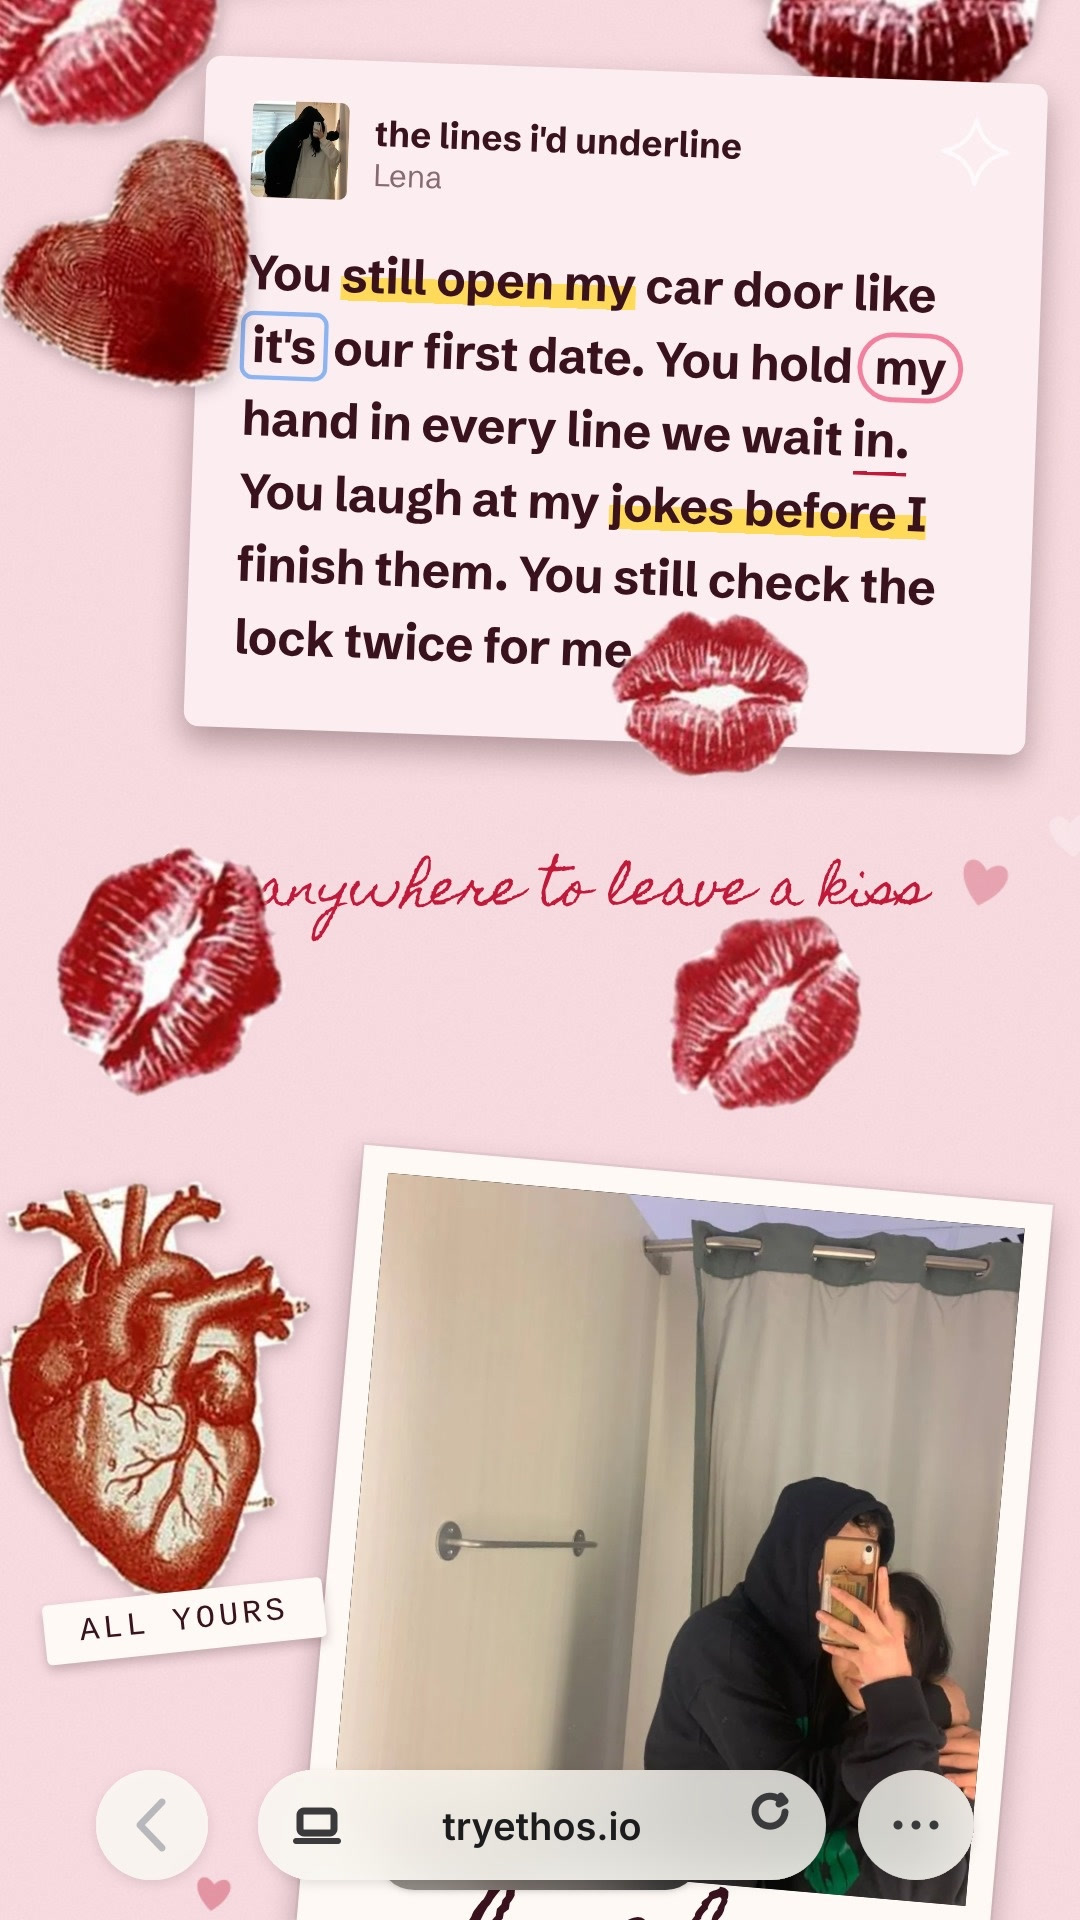 the lines i'd underline
Lena
You still open my car door like
it's our first date. You hold my
hand in every line we wait in.
You laugh at my jokes before I
finish them. You still check the
lock twice for me
anywhere to leave a kiss
ALL YOURS
tryethos.io